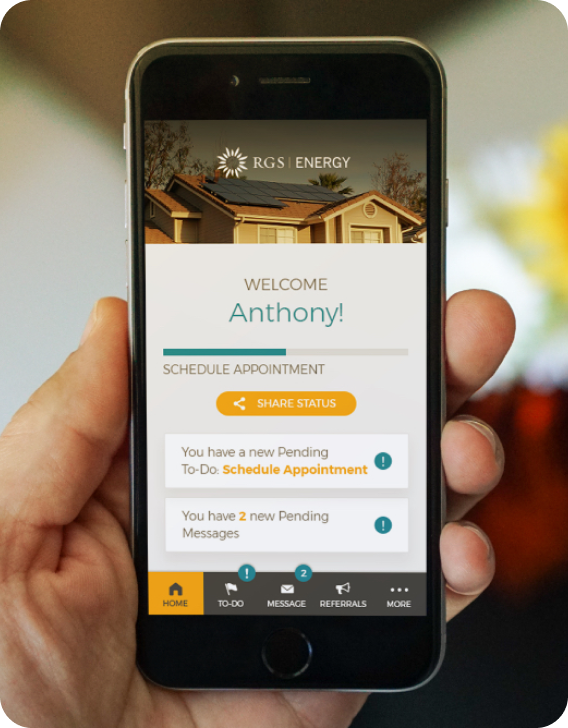 RGS | ENERGY
WELCOME
Anthony!
SCHEDULE APPOINTMENT
SHARE STATUS
You have a new Pending
To-Do: Schedule Appointment
!
You have 2 new Pending
Messages
!
!
2
HOME
TO-DO
MESSAGE
REFERRALS
MORE